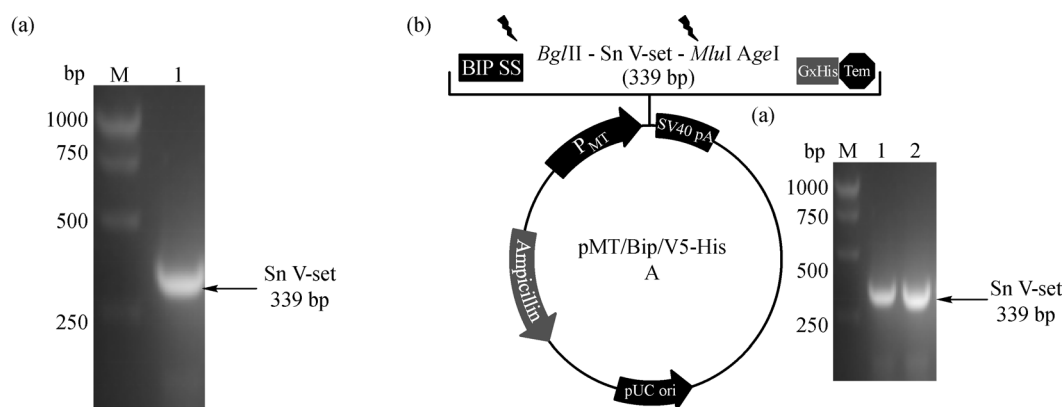 (a)
bp M 1
1000
750
500
250
Sn V-set
339 bp
(b)
BIP SS
BglII - Sn V-set - MluI AgeI
(339 bp)
GxHis Tem
PMT
SV40 pA
Ampicillin
pUC ori
pMT/Bip/V5-His
A
(a)
bp M 1 2
1000
750
500
250
Sn V-set
339 bp